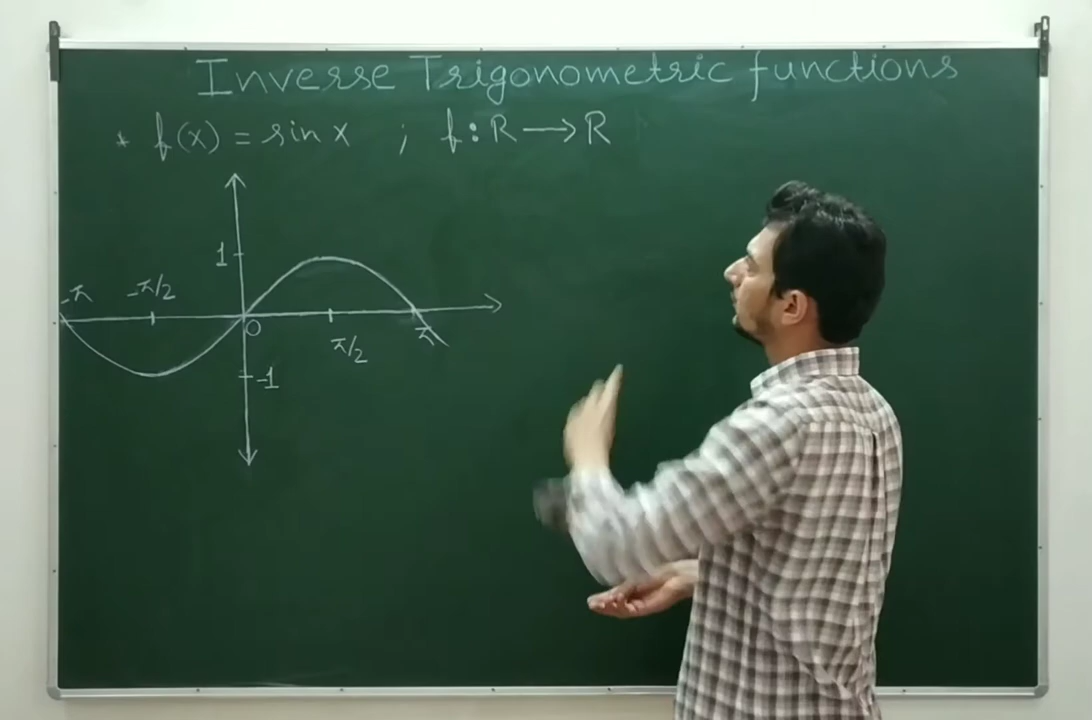 Inverse Trigonometric functions
* f(x) = sin x ; f : R → R
1
-π -π/2
0
π/2 π
-1